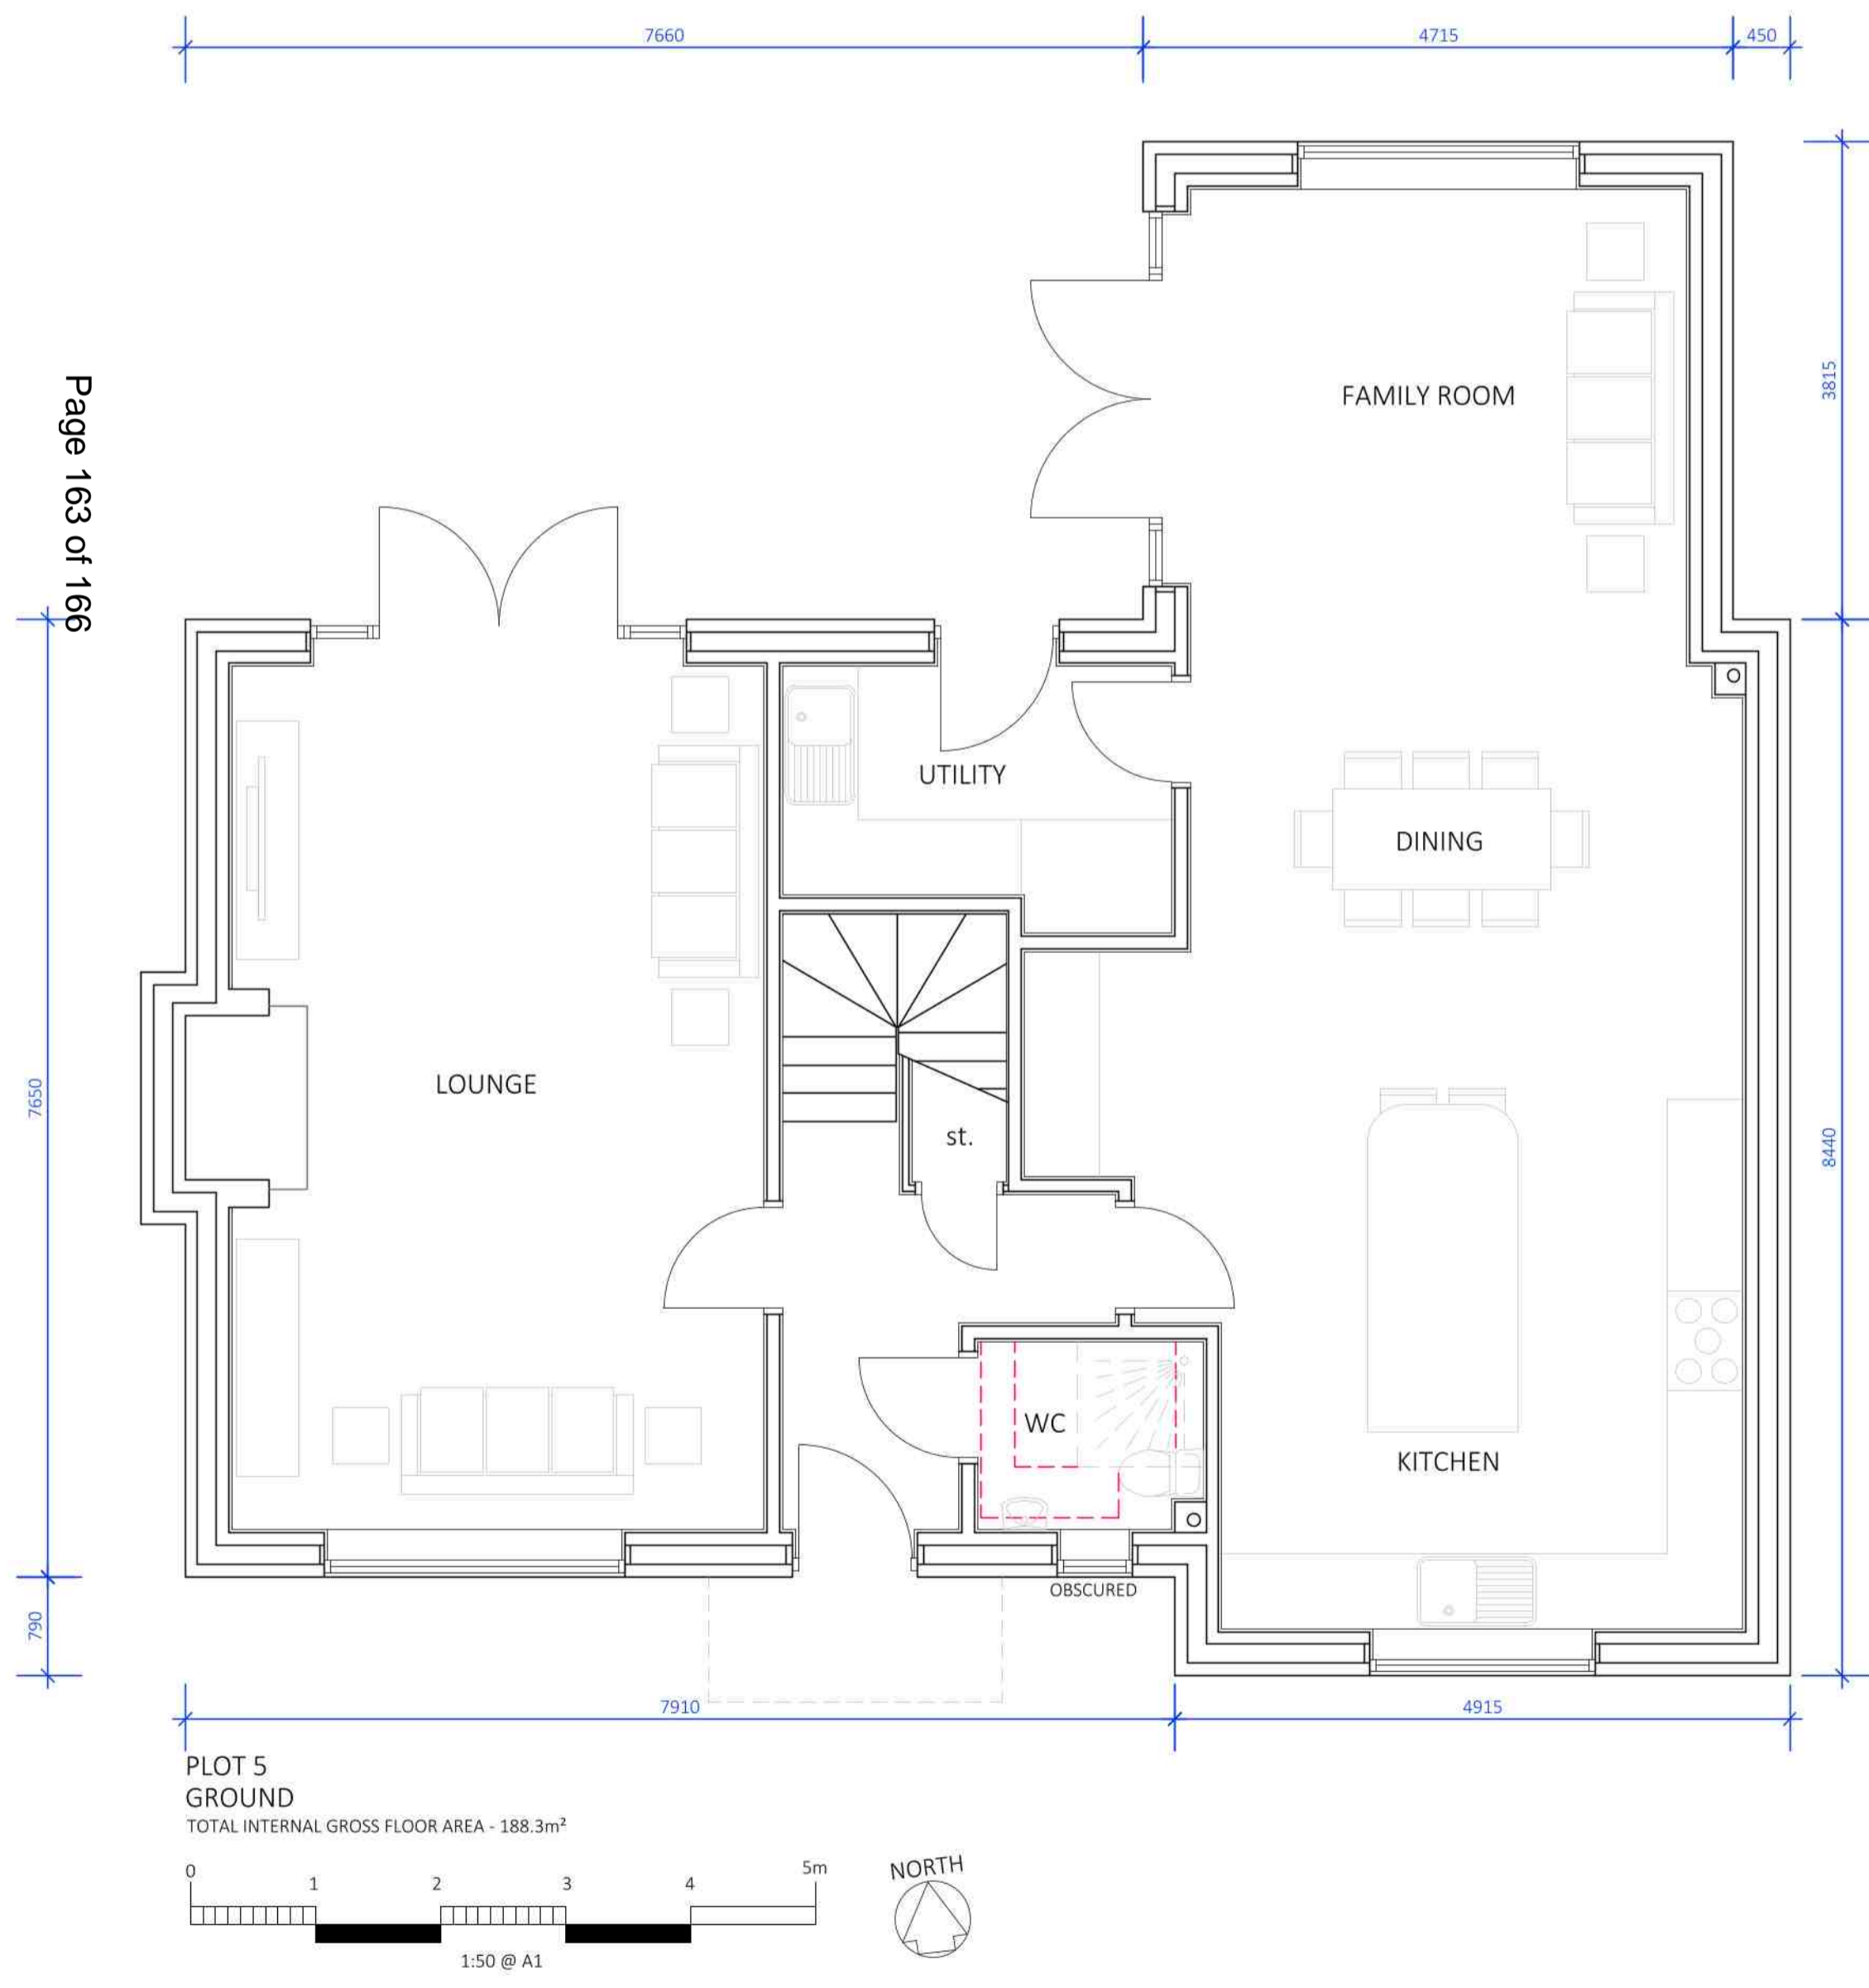 7660
4715
450
3815
Page 163 of 166
FAMILY ROOM
UTILITY
DINING
LOUNGE
7650
st.
8440
WC
KITCHEN
OBSCURED
790
7910
4915
PLOT 5
GROUND
TOTAL INTERNAL GROSS FLOOR AREA - 188.3m²
0 1 2 3 4 5m
NORTH
1:50 @ A1